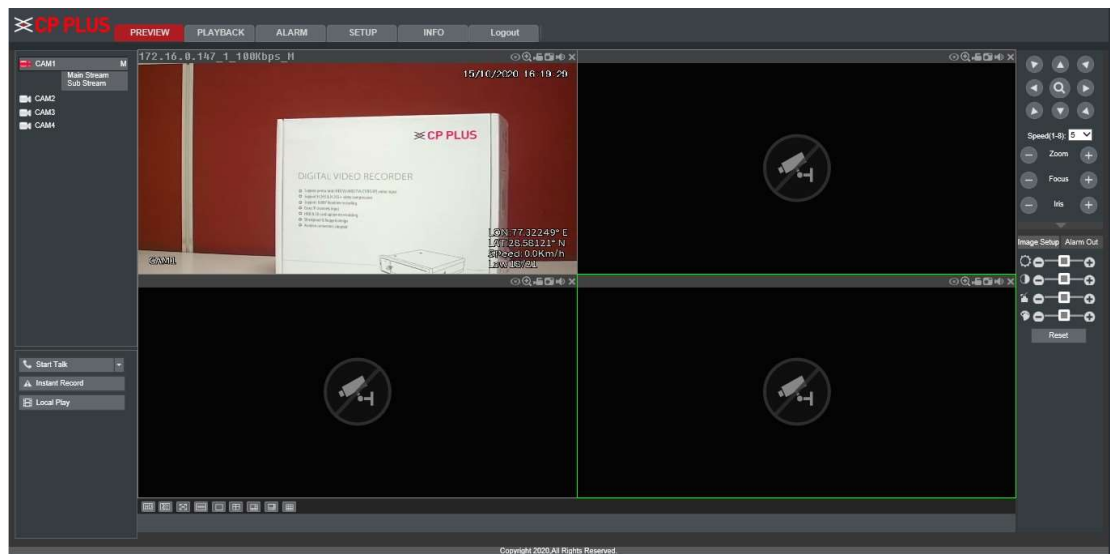 CP PLUS
PREVIEW PLAYBACK ALARM SETUP INFO Logout
CAM1 M
Main Stream
Sub Stream
CAM2
CAM3
CAM4
Start Talk
Instant Record
Local Play
172.16.0.147_1_100Kbps_M
15/10/2020 16:19:29
CP PLUS
DIGITAL VIDEO RECORDER
LON:77.32249° E
LAT:28.58121° N
SPeed:0.0Km/h
CAM1
Speed(1-8): 5
Zoom
Focus
Iris
Image Setup Alarm Out
Reset
Copyright 2020,All Rights Reserved.